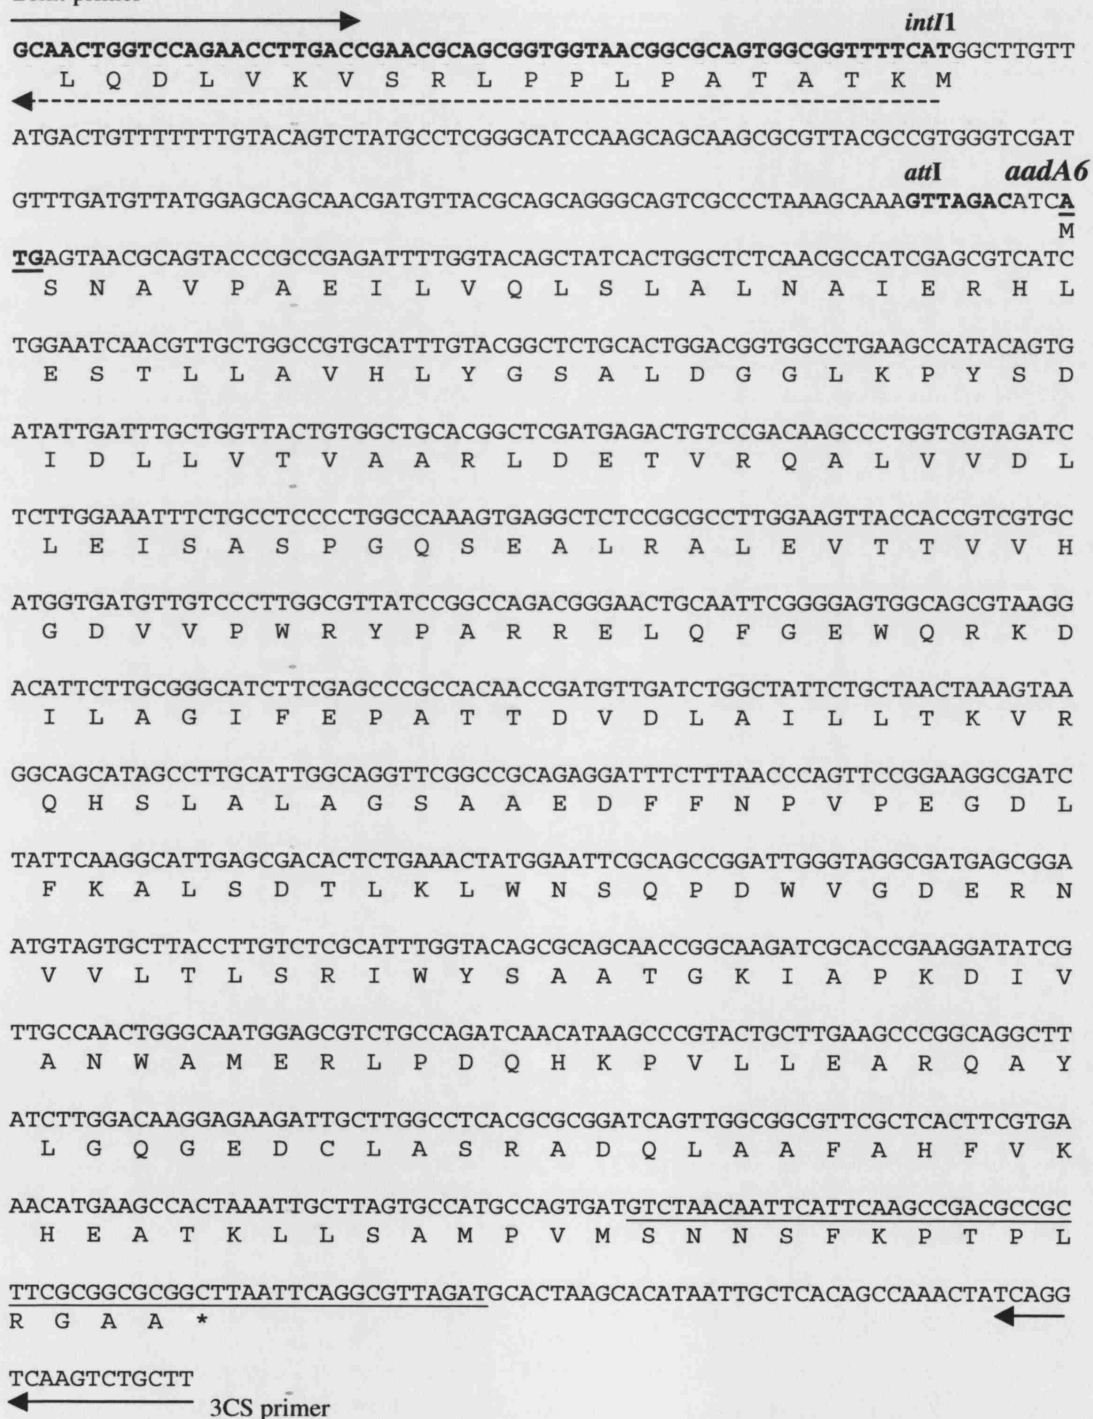 primer
intI1
GCAACTGGTCCAGAACCTTGACCGAACGCAGCGGTGGTAACGGCGCAGTGGCGGTTTTCATGGCTTGTT
L Q D L V K V S R L P P L P A T A T K M
ATGACTGTTTTTTTGTACAGTCTATGCCTCGGGCATCCAAGCAGCAAGCGCGTTACGCCGTGGGTCGAT
attI aadA6
GTTTGATGTTATGGAGCAGCAACGATGTTACGCAGCAGGGCAGTCGCCCTAAAGCAAAGTTAGACATCA
M
TGAGTAACGCAGTACCCGCCGAGATTTTGGTACAGCTATCACTGGCTCTCAACGCCATCGAGCGTCATC
S N A V P A E I L V Q L S L A L N A I E R H L
TGGAATCAACGTTGCTGGCCGTGCATTTGTACGGCTCTGCACTGGACGGTGGCCTGAAGCCATACAGTG
E S T L L A V H L Y G S A L D G G L K P Y S D
ATATTGATTTGCTGGTTACTGTGGCTGCACGGCTCGATGAGACTGTCCGACAAGCCCTGGTCGTAGATC
I D L L V T V A A R L D E T V R Q A L V V D L
TCTTGGAAATTTCTGCCTCCCCTGGCCAAAGTGAGGCTCTCCGCGCCTTGGAAGTTACCACCGTCGTGC
L E I S A S P G Q S E A L R A L E V T T V V H
ATGGTGATGTTGTCCCTTGGCGTTATCCGGCCAGACGGGAACTGCAATTCGGGGAGTGGCAGCGTAAGG
G D V V P W R Y P A R R E L Q F G E W Q R K D
ACATTCTTGCGGGCATCTTCGAGCCCGCCACAACCGATGTTGATCTGGCTATTCTGCTAACTAAAGTAA
I L A G I F E P A T T D V D L A I L L T K V R
GGCAGCATAGCCTTGCATTGGCAGGTTCGGCCGCAGAGGATTTCTTTAACCCAGTTCCGGAAGGCGATC
Q H S L A L A G S A A E D F F N P V P E G D L
TATTCAAGGCATTGAGCGACACTCTGAAACTATGGAATTCGCAGCCGGATTGGGTAGGCGATGAGCGGA
F K A L S D T L K L W N S Q P D W V G D E R N
ATGTAGTGCTTACCTTGTCTCGCATTTGGTACAGCGCAGCAACCGGCAAGATCGCACCGAAGGATATCG
V V L T L S R I W Y S A A T G K I A P K D I V
TTGCCAACTGGGCAATGGAGCGTCTGCCAGATCAACATAAGCCCGTACTGCTTGAAGCCCGGCAGGCTT
A N W A M E R L P D Q H K P V L L E A R Q A Y
ATCTTGGACAAGGAGAAGATTGCTTGGCCTCACGCGCGGATCAGTTGGCGGCGTTCGCTCACTTCGTGA
L G Q G E D C L A S R A D Q L A A F A H F V K
AACATGAAGCCACTAAATTGCTTAGTGCCATGCCAGTGATGTCTAACAATTCATTCAAGCCGACGCCGC
H E A T K L L S A M P V M S N N S F K P T P L
TTCGCGGCGCGGCTTAATTCAGGCGTTAGATGCACTAAGCACATAATTGCTCACAGCCAAACTATCAGG
R G A A *
TCAAGTCTGCTT
3CS primer